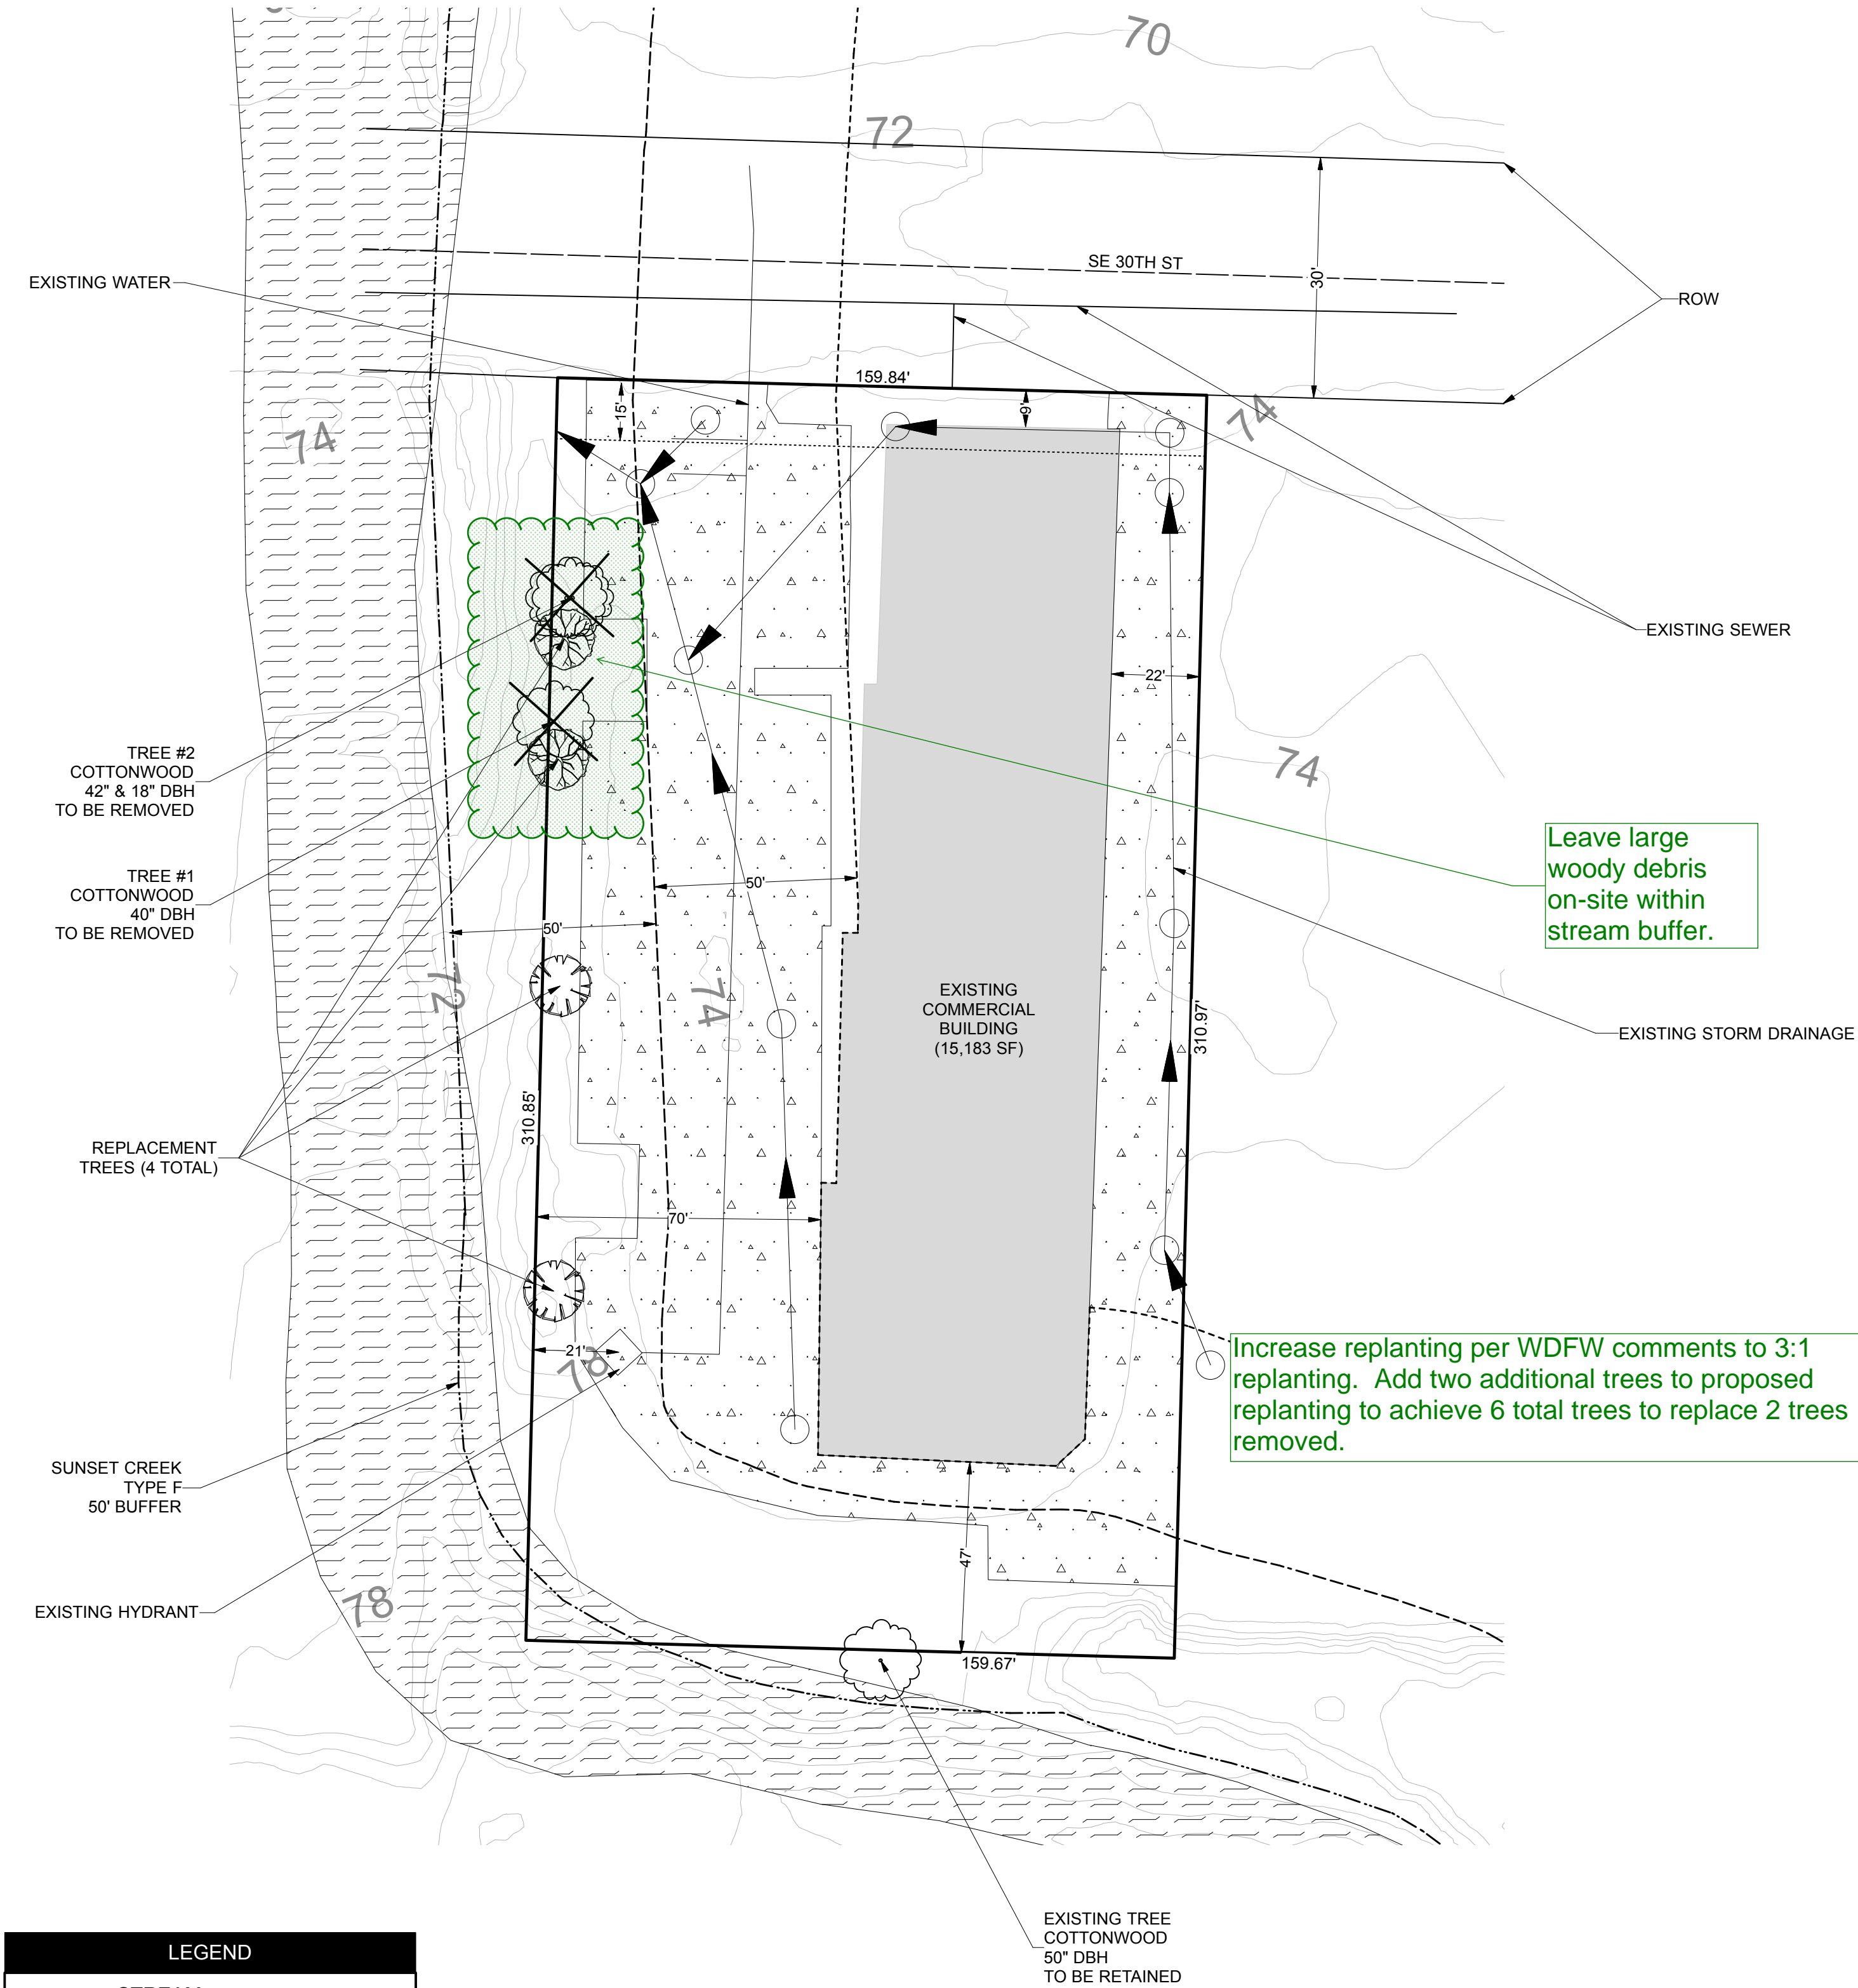 70
72
SE 30TH ST
30'
EXISTING WATER
ROW
159.84'
15'
9'
74
74
EXISTING SEWER
22'
TREE #2
COTTONWOOD
42" & 18" DBH
TO BE REMOVED
74
Leave large
woody debris
on-site within
stream buffer.
TREE #1
COTTONWOOD
40" DBH
TO BE REMOVED
50'
50'
72
74
EXISTING
COMMERCIAL
BUILDING
(15,183 SF)
310.97'
EXISTING STORM DRAINAGE
310.85'
REPLACEMENT
TREES (4 TOTAL)
70'
21'
78
Increase replanting per WDFW comments to 3:1
replanting. Add two additional trees to proposed
replanting to achieve 6 total trees to replace 2 trees
removed.
SUNSET CREEK
TYPE F
50' BUFFER
47'
EXISTING HYDRANT
78
159.67'
EXISTING TREE
COTTONWOOD
50" DBH
TO BE RETAINED
LEGEND